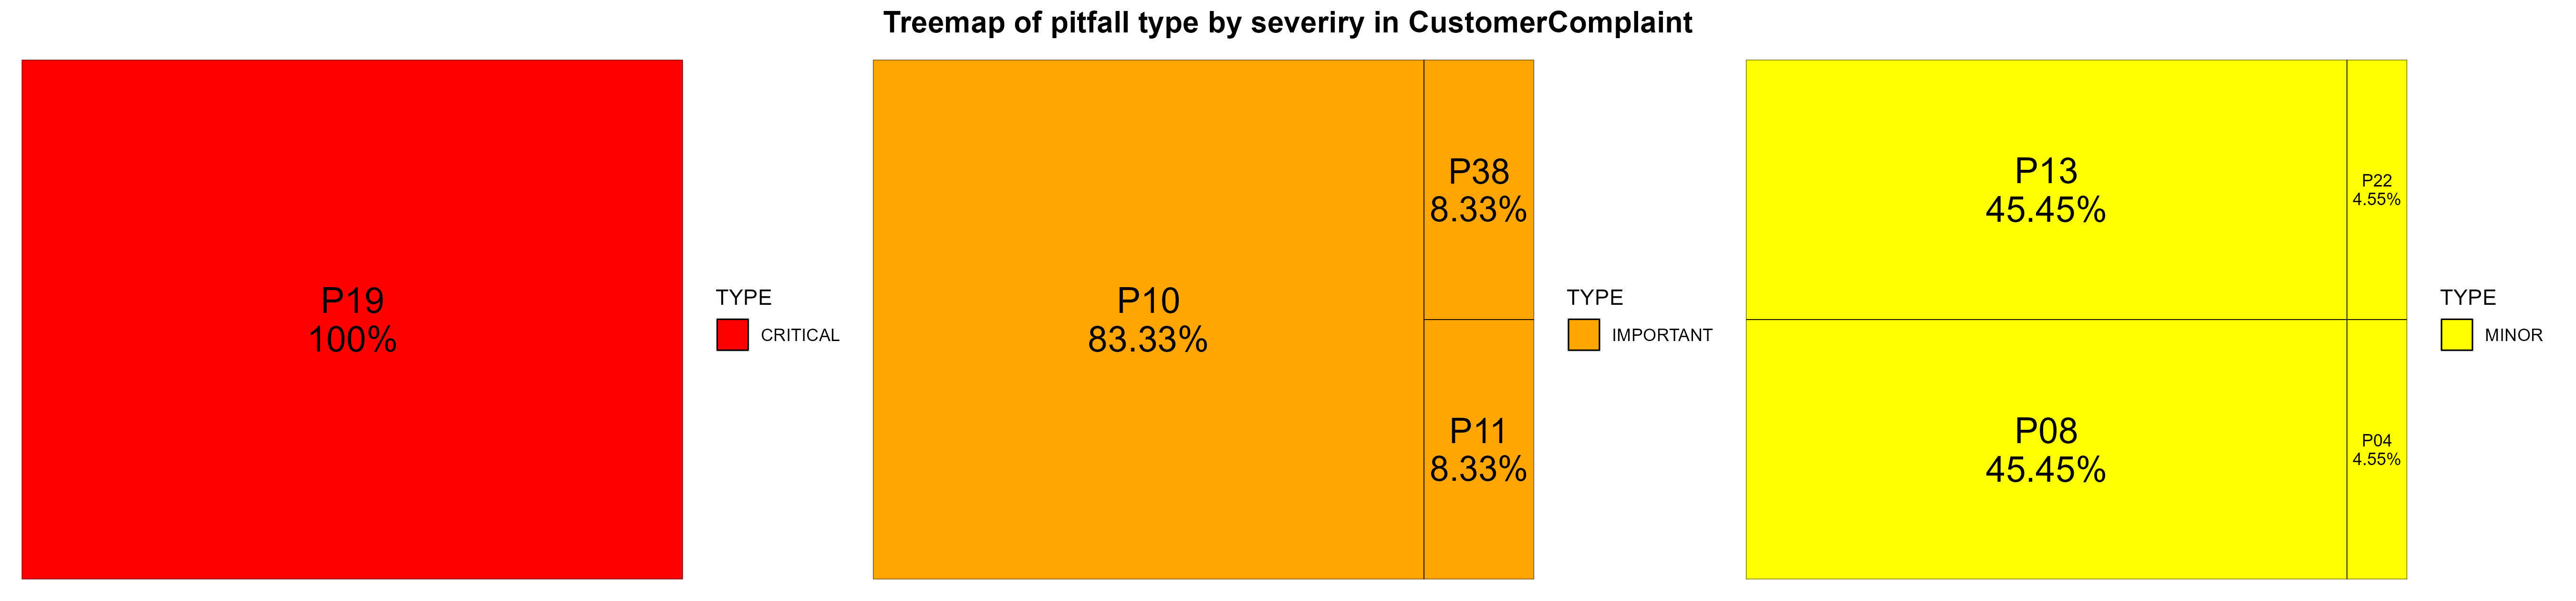 Treemap of pitfall type by severiry in CustomerComplaint
P19
100%
TYPE
CRITICAL
P10
83.33%
P38
8.33%
P11
8.33%
TYPE
IMPORTANT
P13
45.45%
P22
4.55%
P08
45.45%
P04
4.55%
TYPE
MINOR